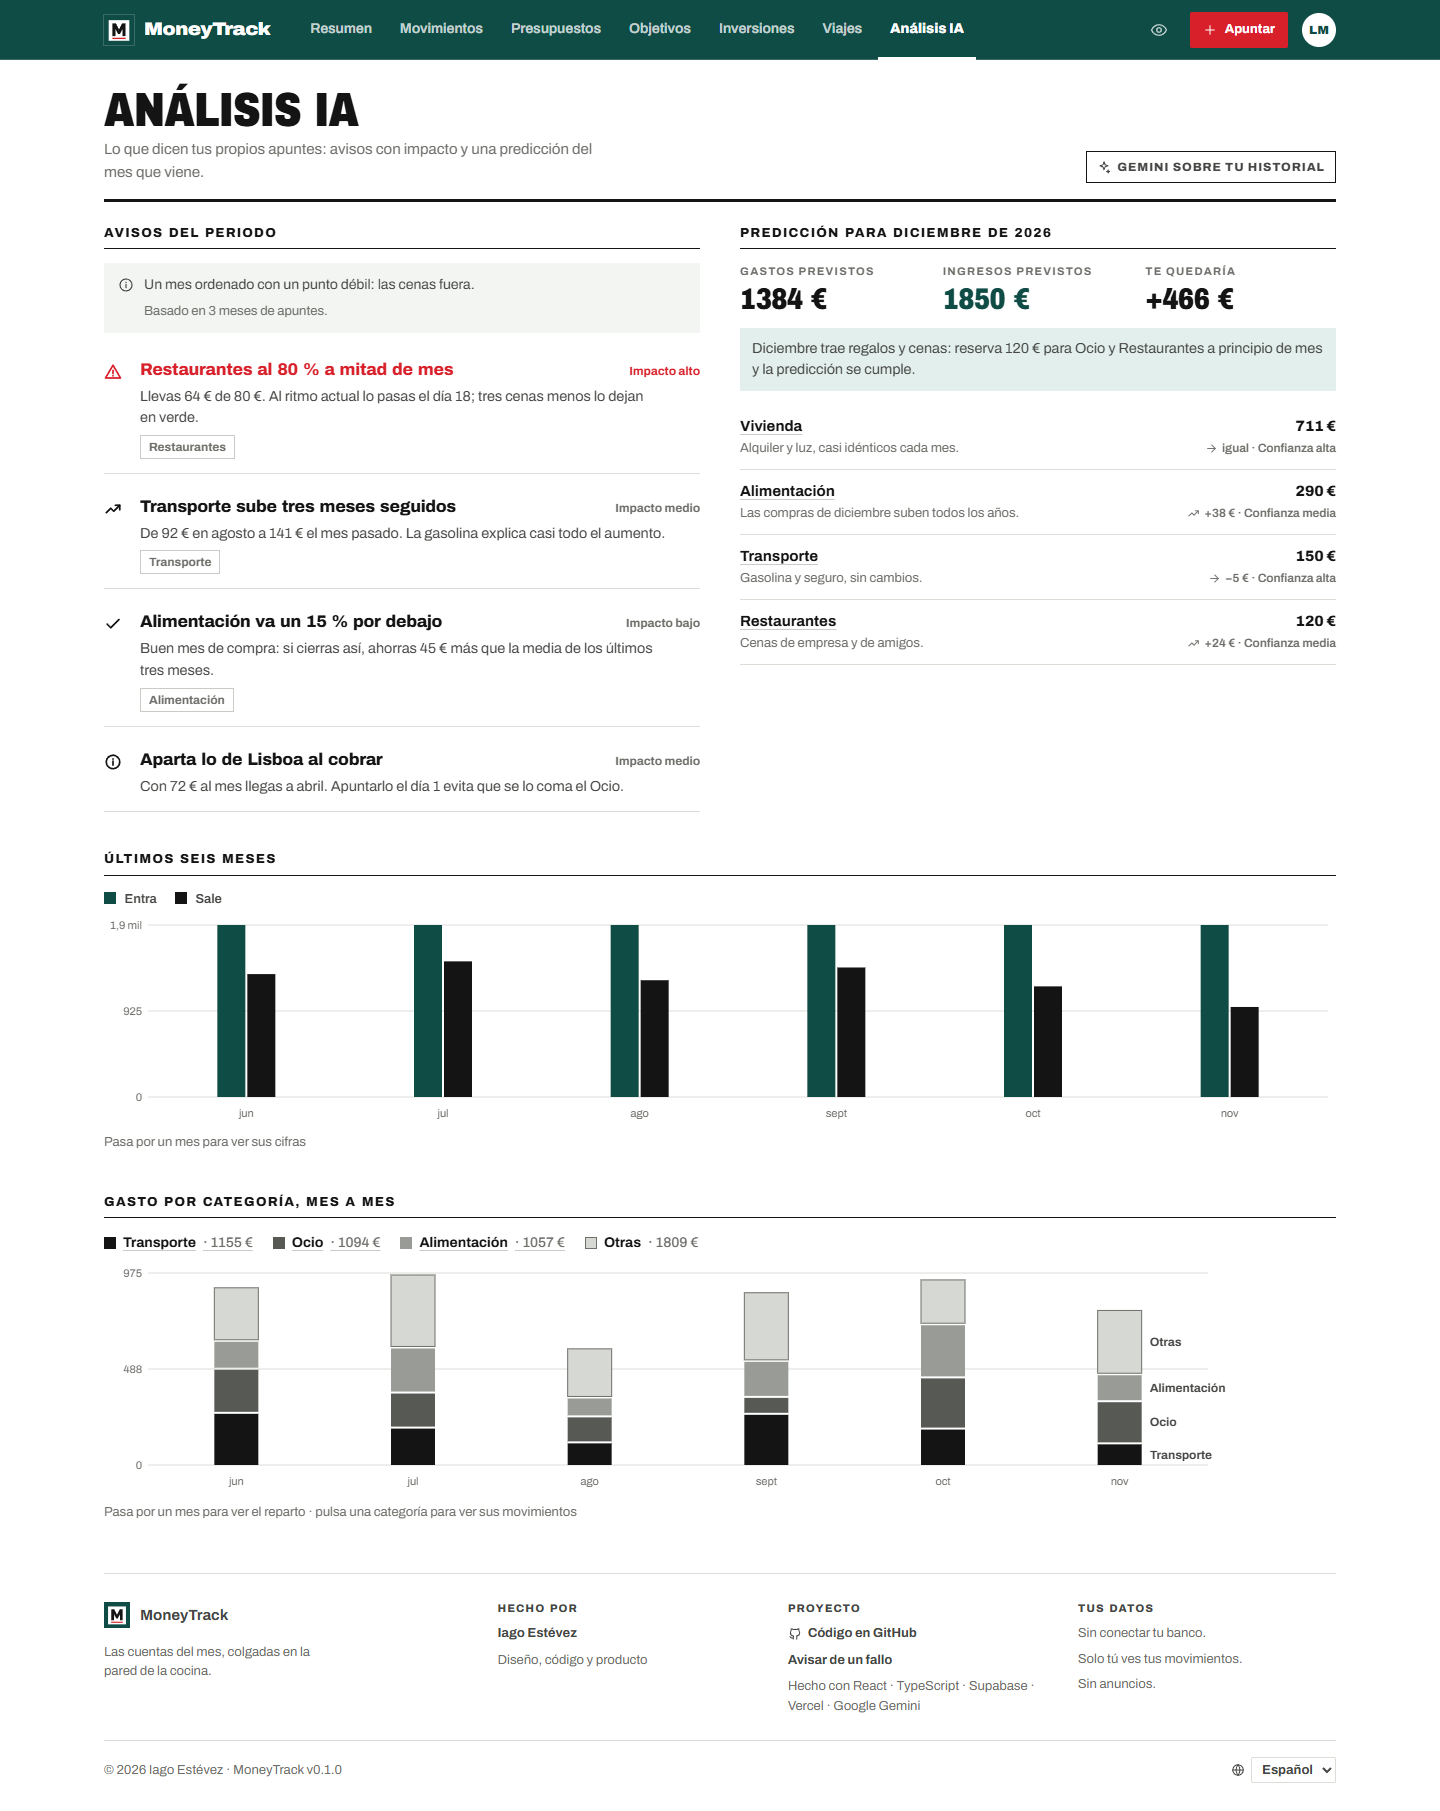 M MoneyTrack
Resumen
Movimientos
Presupuestos
Objetivos
Inversiones
Viajes
Análisis IA
Apuntar
LM
ANÁLISIS IA
Lo que dicen tus propios apuntes: avisos con impacto y una predicción del
mes que viene.
GEMINI SOBRE TU HISTORIAL
AVISOS DEL PERIODO
Un mes ordenado con un punto débil: las cenas fuera.
Basado en 3 meses de apuntes.
Restaurantes al 80 % a mitad de mes
Impacto alto
Llevas 64 € de 80 €. Al ritmo actual lo pasas el día 18; tres cenas menos lo dejan
en verde.
Restaurantes
Transporte sube tres meses seguidos
Impacto medio
De 92 € en agosto a 141 € el mes pasado. La gasolina explica casi todo el aumento.
Transporte
Alimentación va un 15 % por debajo
Impacto bajo
Buen mes de compra: si cierras así, ahorras 45 € más que la media de los últimos
tres meses.
Alimentación
Aparta lo de Lisboa al cobrar
Impacto medio
Con 72 € al mes llegas a abril. Apuntarlo el día 1 evita que se lo coma el Ocio.
PREDICCIÓN PARA DICIEMBRE DE 2026
GASTOS PREVISTOS
1384 €
INGRESOS PREVISTOS
1850 €
TE QUEDARÍA
+466 €
Diciembre trae regalos y cenas: reserva 120 € para Ocio y Restaurantes a principio de mes
y la predicción se cumple.
Vivienda
711 €
Alquiler y luz, casi idénticos cada mes.
→ igual · Confianza alta
Alimentación
290 €
Las compras de diciembre suben todos los años.
+38 € · Confianza media
Transporte
150 €
Gasolina y seguro, sin cambios.
→ −5 € · Confianza alta
Restaurantes
120 €
Cenas de empresa y de amigos.
+24 € · Confianza media
ÚLTIMOS SEIS MESES
Entra
Sale
1,9 mil
925
0
jun
jul
ago
sept
oct
nov
Pasa por un mes para ver sus cifras
GASTO POR CATEGORÍA, MES A MES
Transporte · 1155 €
Ocio · 1094 €
Alimentación · 1057 €
Otras · 1809 €
975
488
0
Otras
Alimentación
Ocio
Transporte
jun
jul
ago
sept
oct
nov
Pasa por un mes para ver el reparto · pulsa una categoría para ver sus movimientos
M MoneyTrack
Las cuentas del mes, colgadas en la
pared de la cocina.
HECHO POR
Iago Estévez
Diseño, código y producto
PROYECTO
Código en GitHub
Avisar de un fallo
Hecho con React · TypeScript · Supabase ·
Vercel · Google Gemini
TUS DATOS
Sin conectar tu banco.
Solo tú ves tus movimientos.
Sin anuncios.
© 2026 Iago Estévez · MoneyTrack v0.1.0
Español